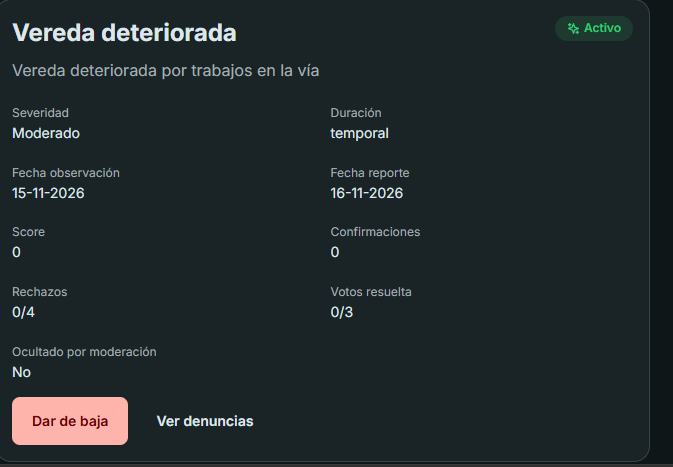 Vereda deteriorada
Activo
Vereda deteriorada por trabajos en la vía
Severidad
Moderado
Duración
temporal
Fecha observación
15-11-2026
Fecha reporte
16-11-2026
Score
0
Confirmaciones
0
Rechazos
0/4
Votos resuelta
0/3
Ocultado por moderación
No
Dar de baja
Ver denuncias